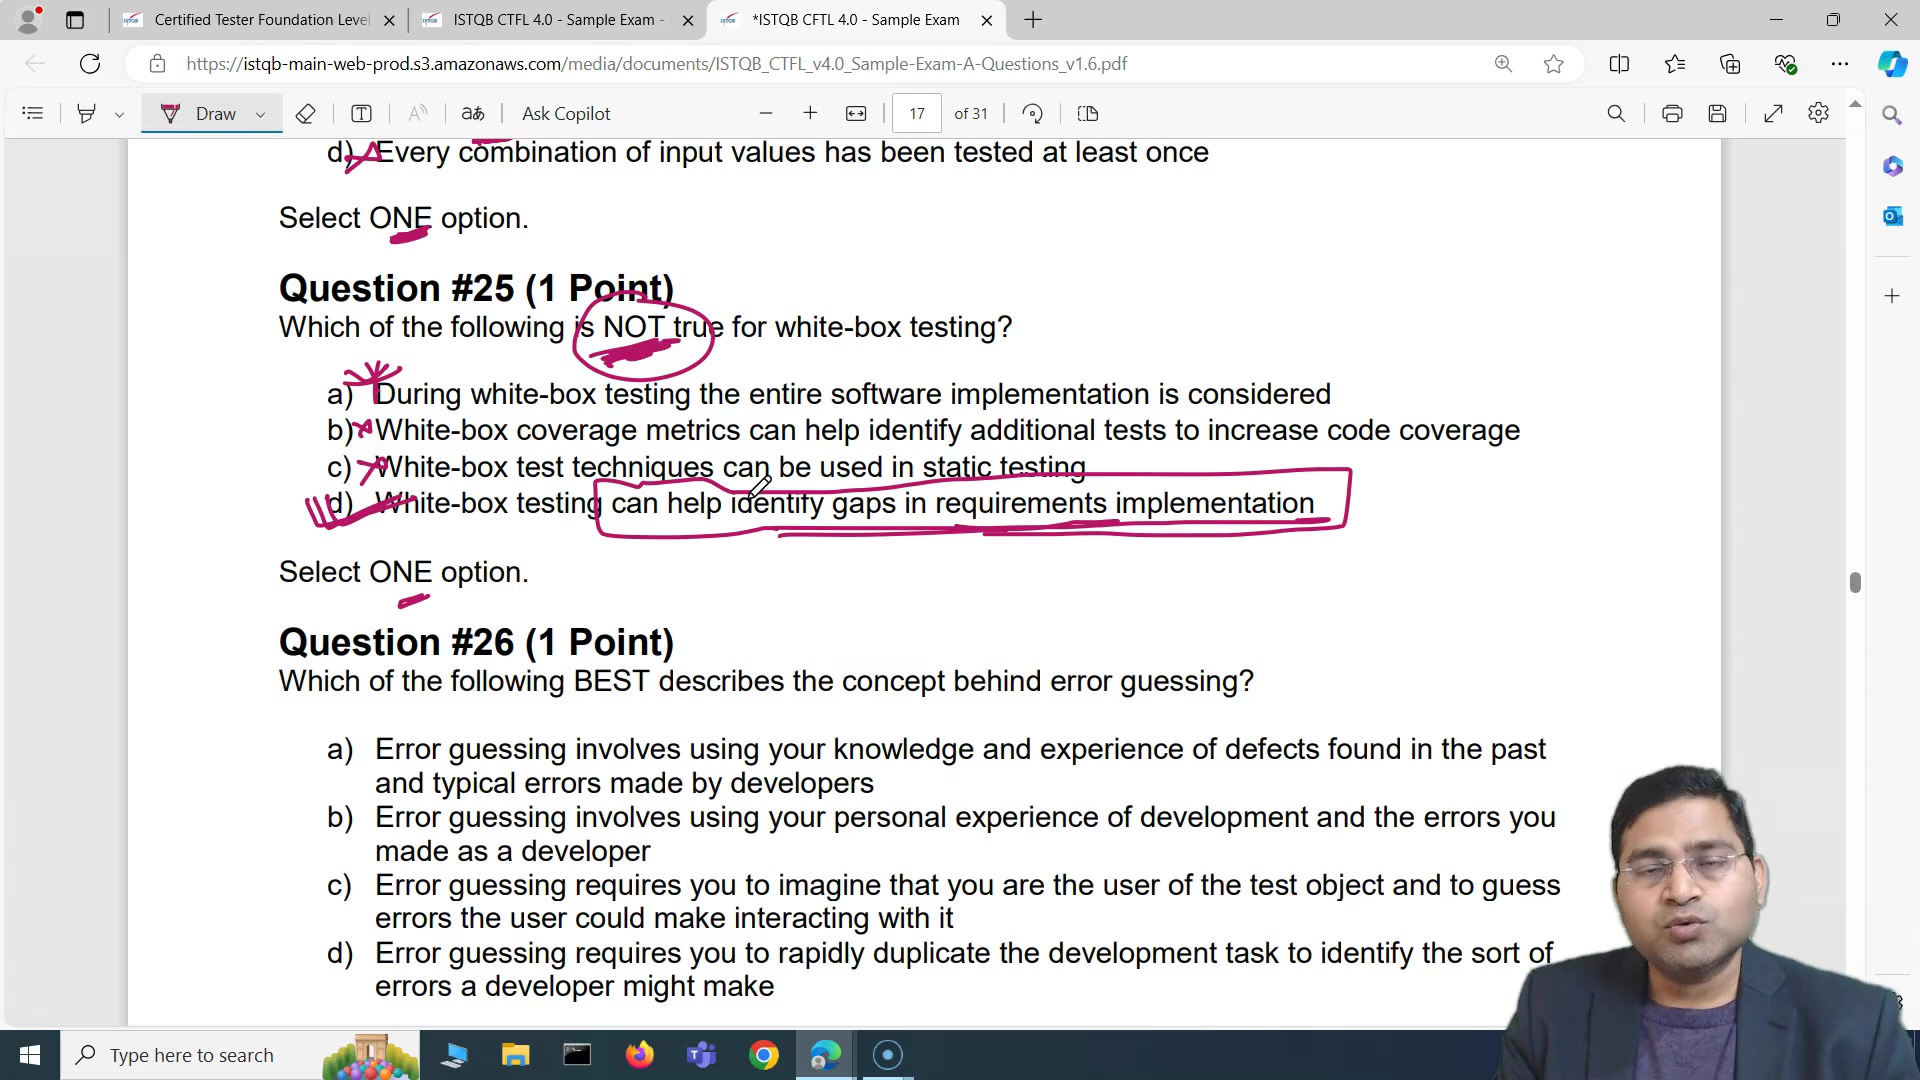 Certified Tester Foundation Level
ISTQB CTFL 4.0 - Sample Exam -
*ISTQB CFTL 4.0 - Sample Exam
https://istqb-main-web-prod.s3.amazonaws.com/media/documents/ISTQB_CTFL_v4.0_Sample-Exam-A-Questions_v1.6.pdf
Draw
aあ
Ask Copilot
17 of 31
d) Every combination of input values has been tested at least once
Select ONE option.
Question #25 (1 Point)
Which of the following is NOT true for white-box testing?
a) During white-box testing the entire software implementation is considered
b) White-box coverage metrics can help identify additional tests to increase code coverage
c) White-box test techniques can be used in static testing
d) White-box testing can help identify gaps in requirements implementation
Select ONE option.
Question #26 (1 Point)
Which of the following BEST describes the concept behind error guessing?
a) Error guessing involves using your knowledge and experience of defects found in the past
and typical errors made by developers
b) Error guessing involves using your personal experience of development and the errors you
made as a developer
c) Error guessing requires you to imagine that you are the user of the test object and to guess
errors the user could make interacting with it
d) Error guessing requires you to rapidly duplicate the development task to identify the sort of
errors a developer might make
Type here to search